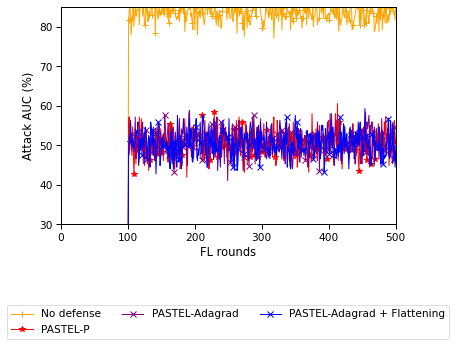 80
70
60
50
40
30
Attack AUC (%)
0 100 200 300 400 500
FL rounds
No defense PASTEL-Adagrad PASTEL-Adagrad + Flattening
PASTEL-P